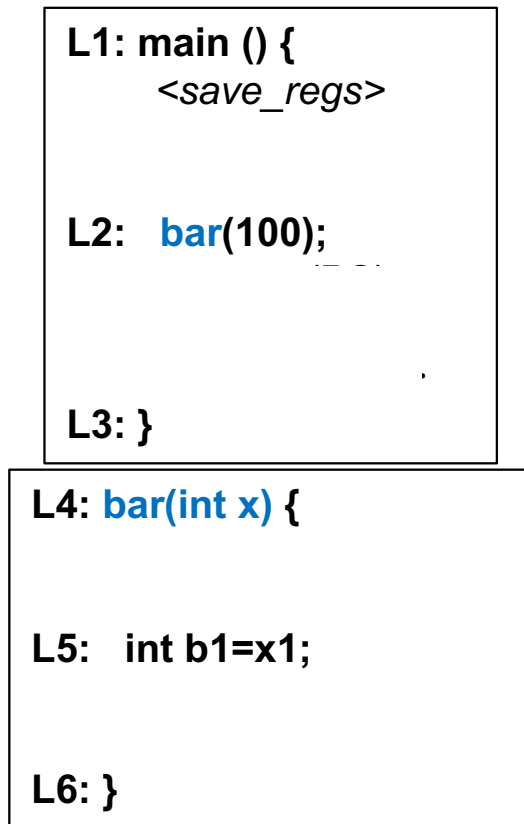 L1: main () {
<save_regs>
L2: bar(100);
L3: }
L4: bar(int x) {
L5: int b1=x1;
L6: }